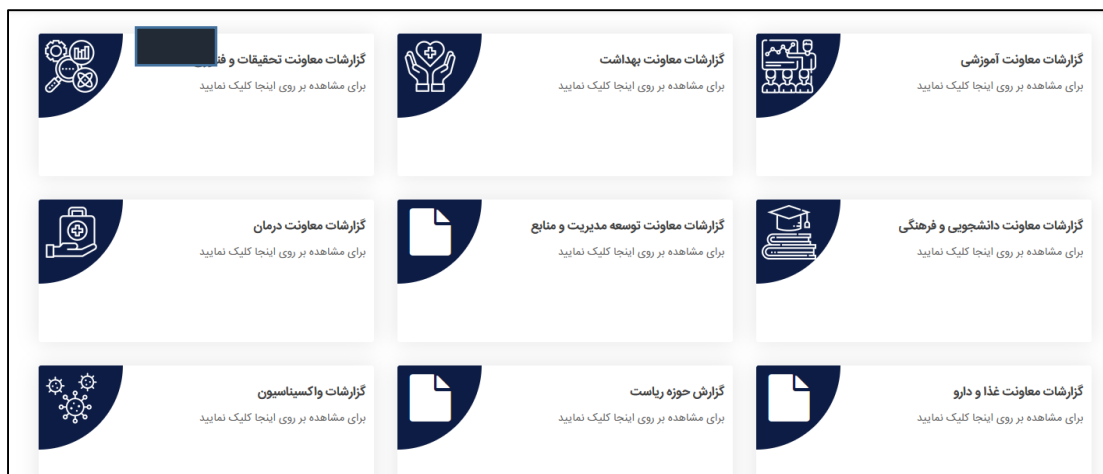 گزارشات معاونت آموزشی
برای مشاهده بر روی اینجا کلیک نمایید
گزارشات معاونت بهداشت
برای مشاهده بر روی اینجا کلیک نمایید
گزارشات معاونت تحقیقات و
برای مشاهده بر روی اینجا کلیک نمایید
گزارشات معاونت دانشجویی و فرهنگی
برای مشاهده بر روی اینجا کلیک نمایید
گزارشات معاونت توسعه مدیریت و منابع
برای مشاهده بر روی اینجا کلیک نمایید
گزارشات معاونت درمان
برای مشاهده بر روی اینجا کلیک نمایید
گزارشات معاونت غذا و دارو
برای مشاهده بر روی اینجا کلیک نمایید
گزارش حوزه ریاست
برای مشاهده بر روی اینجا کلیک نمایید
گزارشات واکسیناسیون
برای مشاهده بر روی اینجا کلیک نمایید